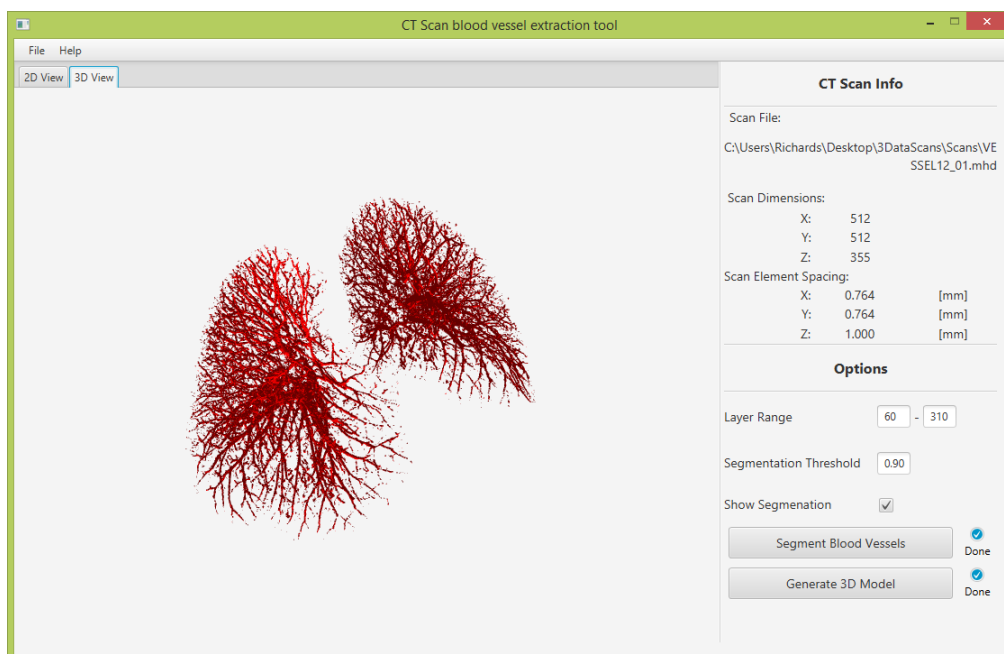 CT Scan blood vessel extraction tool
File Help
2D View 3D View
CT Scan Info
Scan File:
C:\Users\Richards\Desktop\3DataScans\Scans\VE
SSEL12_01.mhd
Scan Dimensions:
X: 512
Y: 512
Z: 355
Scan Element Spacing:
X: 0.764 [mm]
Y: 0.764 [mm]
Z: 1.000 [mm]
Options
Layer Range 60 - 310
Segmentation Threshold 0.90
Show Segmenation
Segment Blood Vessels
Done
Generate 3D Model
Done